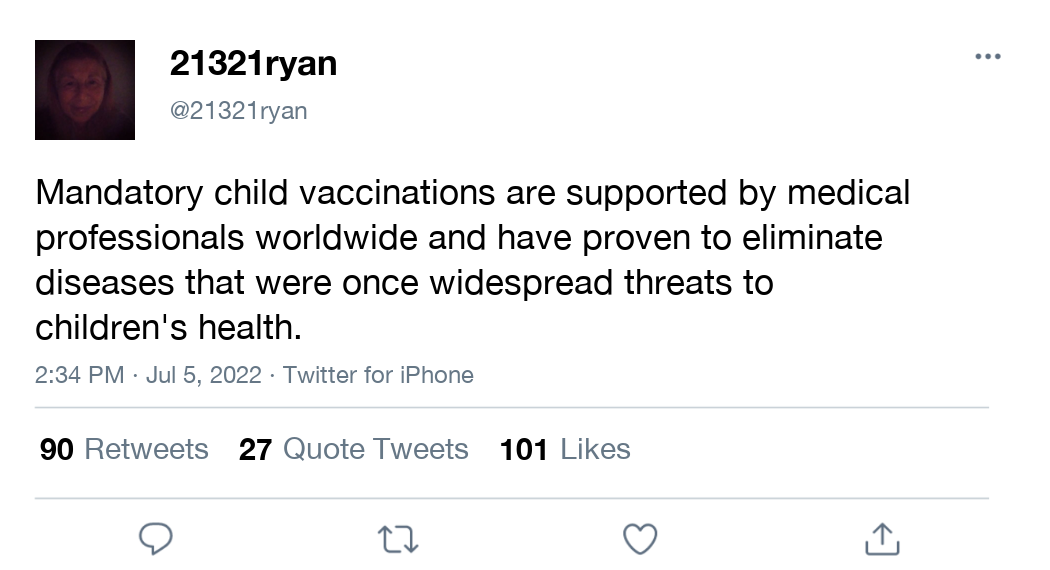 21321ryan
@21321ryan
Mandatory child vaccinations are supported by medical
professionals worldwide and have proven to eliminate
diseases that were once widespread threats to
children's health.
2:34 PM · Jul 5, 2022 · Twitter for iPhone
90 Retweets 27 Quote Tweets 101 Likes